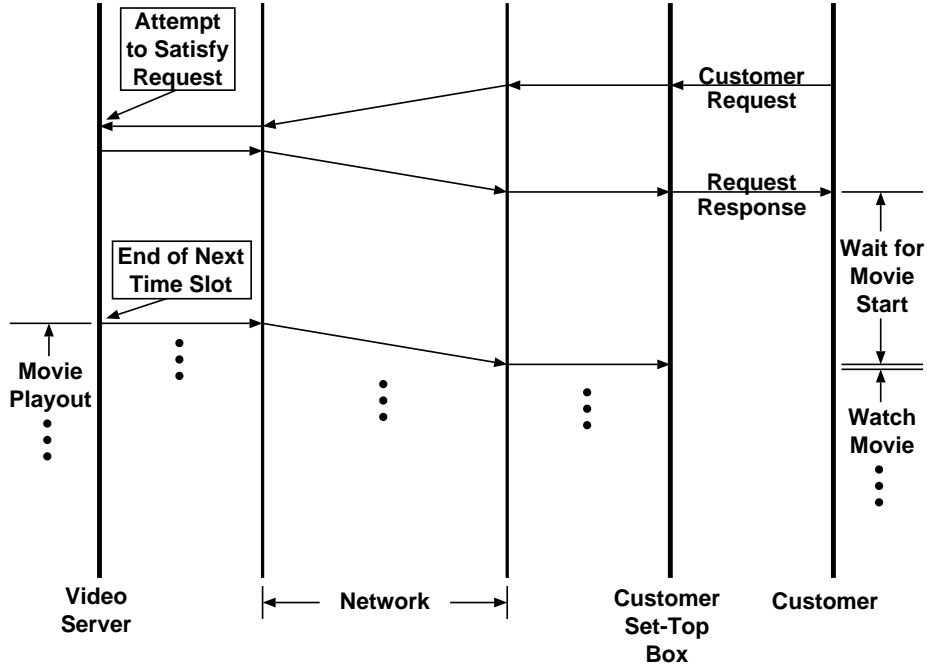 Attempt
to Satisfy
Request
Customer
Request
Request
Response
Wait for
Movie
Start
End of Next
Time Slot
Movie
Playout
Watch
Movie
Video
Server
Network
Customer
Set-Top
Box
Customer